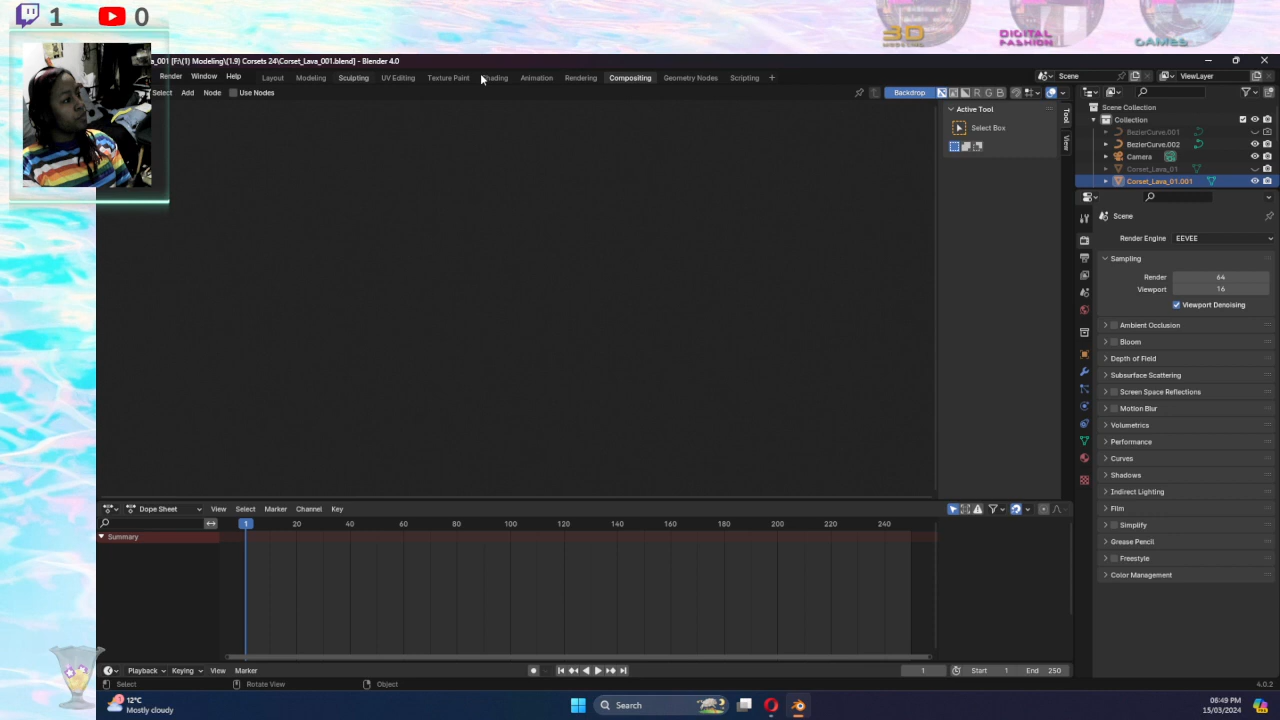 1
0
3D
DIGITAL
FASHION
GAMES
a_001 [F:\(1) Modeling\(1.9) Corsets 24\Corset_Lava_001.blend] - Blender 4.0
Render Window Help Layout Modeling Sculpting UV Editing Texture Paint Shading Animation Rendering Compositing Geometry Nodes Scripting + Scene ViewLayer
Select Add Node Use Nodes Backdrop R G B
Active Tool
Select Box
Tool
View
Scene Collection
Collection
BezierCurve.001
BezierCurve.002
Camera
Corset_Lava_01
Corset_Lava_01.001
Scene
Render Engine EEVEE
Sampling
Render 64
Viewport 16
Viewport Denoising
Ambient Occlusion
Bloom
Depth of Field
Subsurface Scattering
Screen Space Reflections
Motion Blur
Volumetrics
Performance
Curves
Shadows
Indirect Lighting
Film
Simplify
Grease Pencil
Freestyle
Color Management
Dope Sheet View Select Marker Channel Key
1 20 40 60 80 100 120 140 160 180 200 220 240
Summary
Playback Keying View Marker 1 Start 1 End 250
Select Rotate View Object 4.0.2
12°C
Mostly cloudy
Search
06:49 PM
15/03/2024